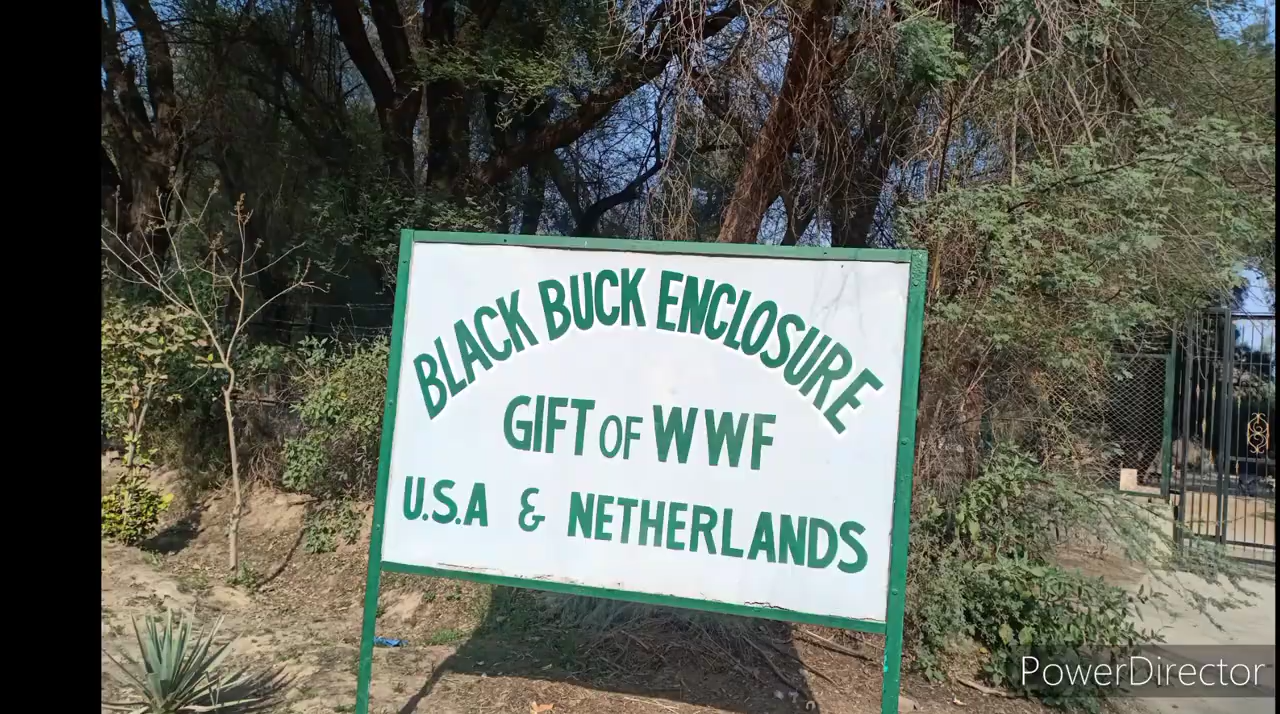 BLACK BUCK ENCLOSURE
GIFT OF WWF
U.S.A & NETHERLANDS
PowerDirector